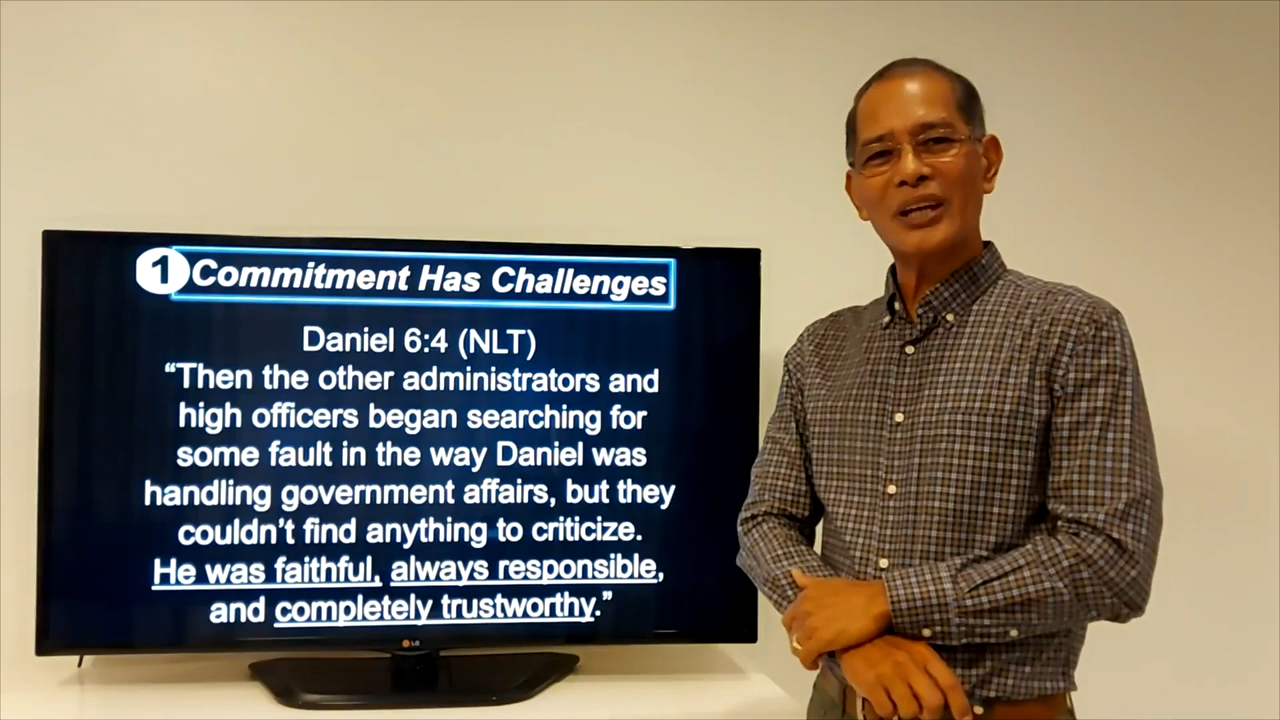 1 Commitment Has Challenges
Daniel 6:4 (NLT)
“Then the other administrators and
high officers began searching for
some fault in the way Daniel was
handling government affairs, but they
couldn’t find anything to criticize.
He was faithful, always responsible,
and completely trustworthy.”
LG